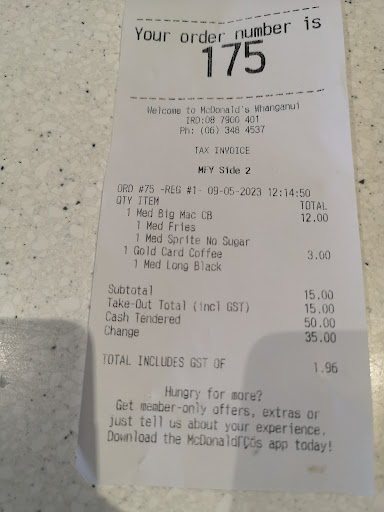 Your order number is
175
Welcome to McDonald's Whanganui
IRD:08 7900 401
Ph: (06) 348 4537
TAX INVOICE
MFY Side 2
ORD #75 -REG #1- 09-05-2023 12:14:50
QTY ITEM TOTAL
1 Med Big Mac CB 12.00
1 Med Fries
1 Med Sprite No Sugar
1 Gold Card Coffee 3.00
1 Med Long Black
Subtotal 15.00
Take-Out Total (incl GST) 15.00
Cash Tendered 50.00
Change 35.00
TOTAL INCLUDES GST OF 1.96
Hungry for more?
Get member-only offers, extras or
just tell us about your experience.
Download the McDonaldΓÇös app today!